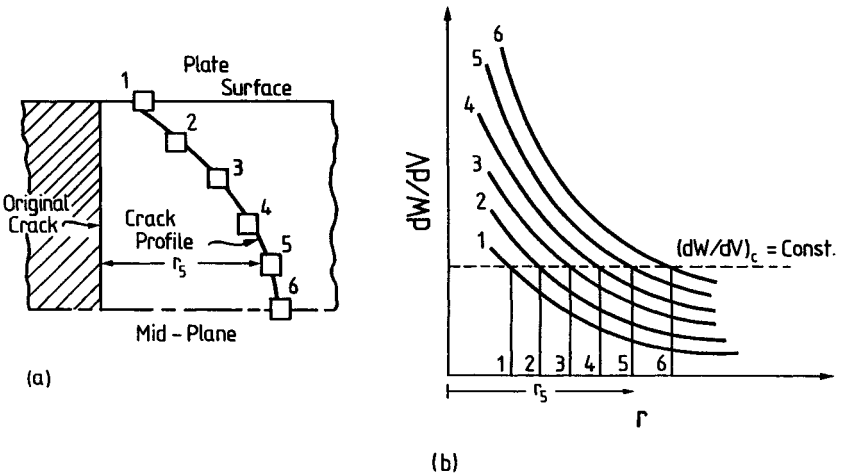 Plate
Surface
1
2
3
4
5
6
Original
Crack
Crack
Profile
r5
Mid - Plane
(a)
dW/dV
6
5
4
3
2
1
(dW/dV)c = Const.
1 2 3 4 5 6
r5
r
(b)